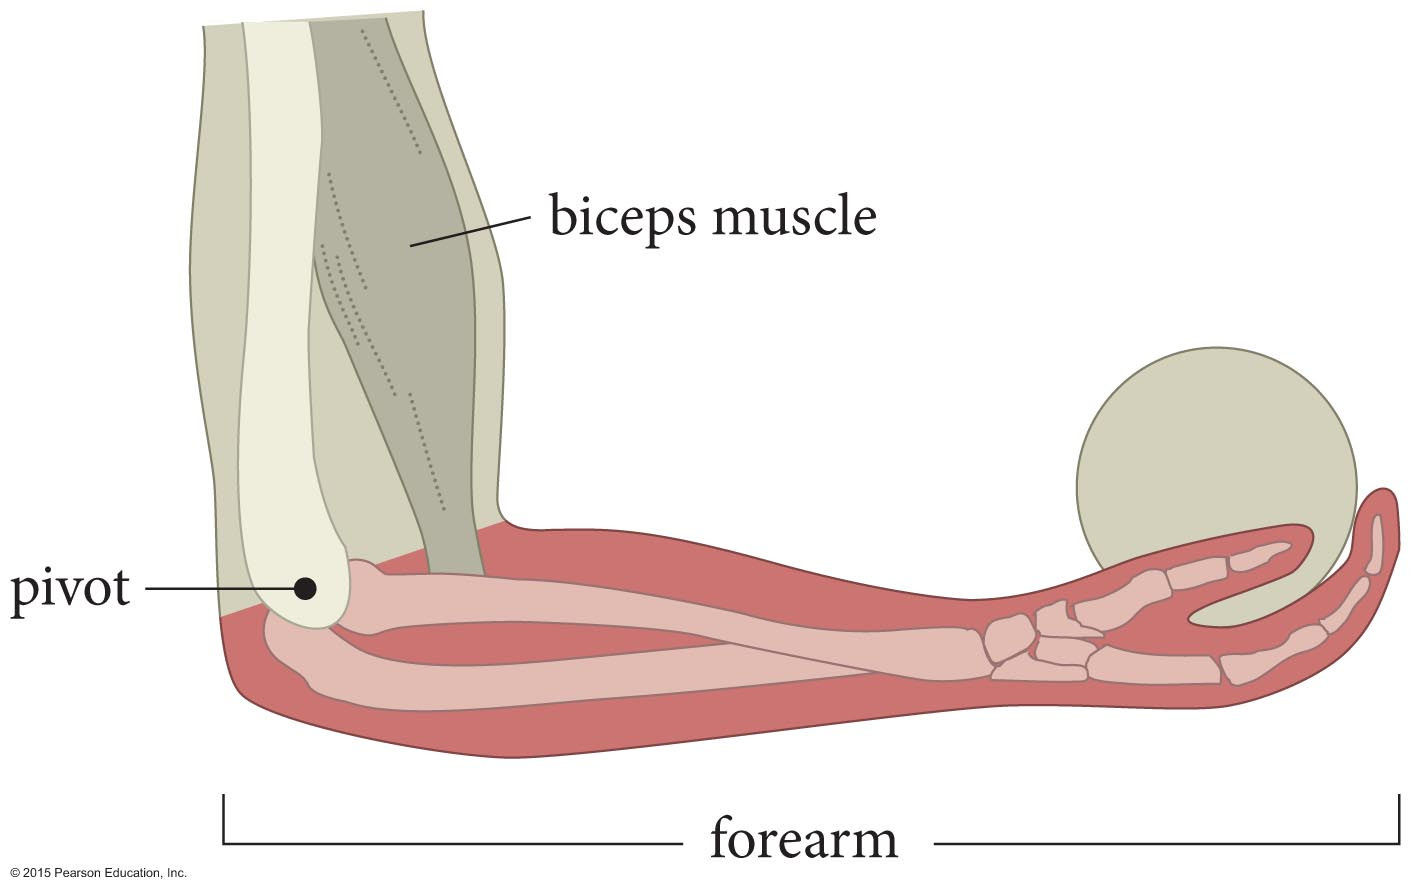 biceps muscle
pivot
forearm
© 2015 Pearson Education, Inc.